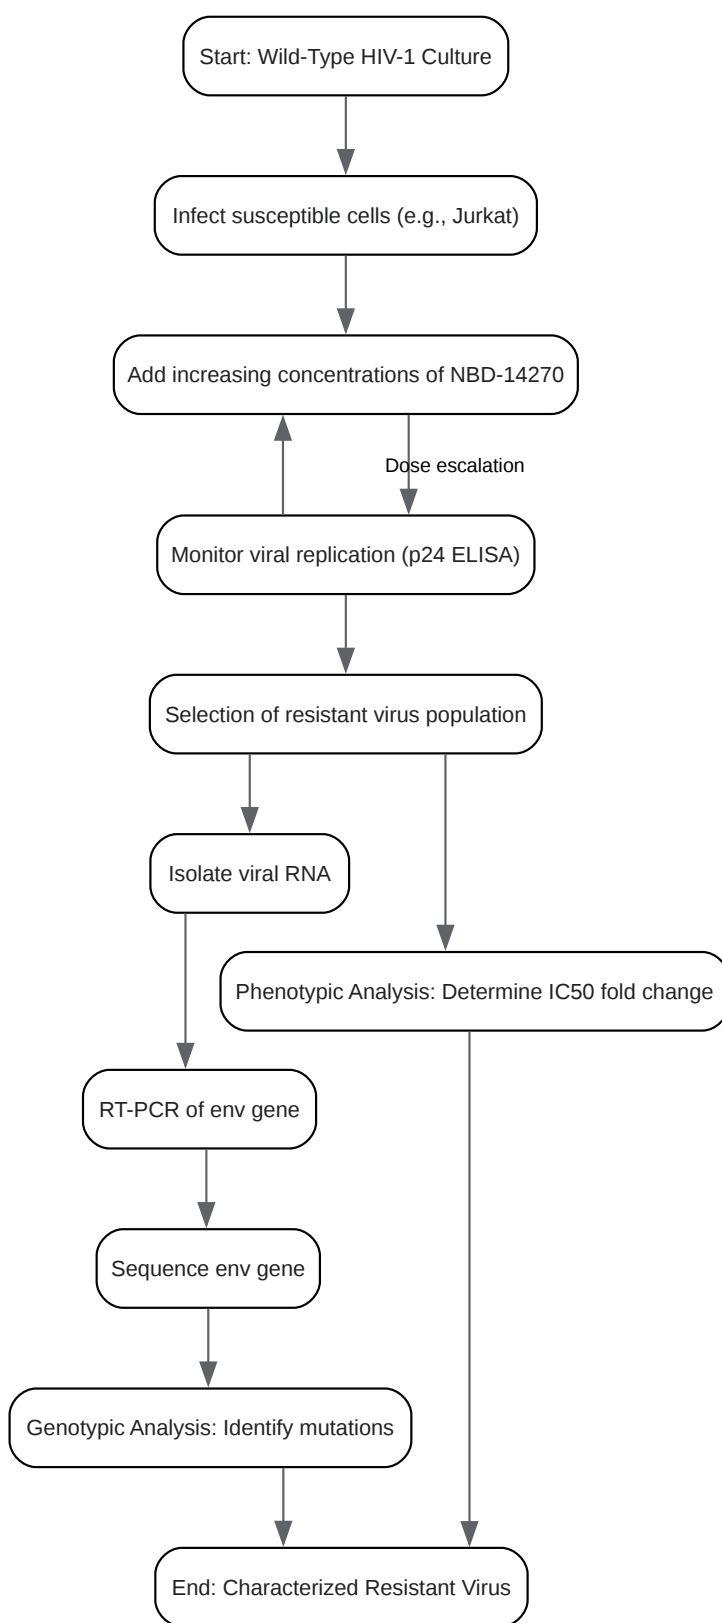 Start: Wild-Type HIV-1 Culture
Infect susceptible cells (e.g., Jurkat)
Add increasing concentrations of NBD-14270
Dose escalation
Monitor viral replication (p24 ELISA)
Selection of resistant virus population
Isolate viral RNA
Phenotypic Analysis: Determine IC50 fold change
RT-PCR of env gene
Sequence env gene
Genotypic Analysis: Identify mutations
End: Characterized Resistant Virus